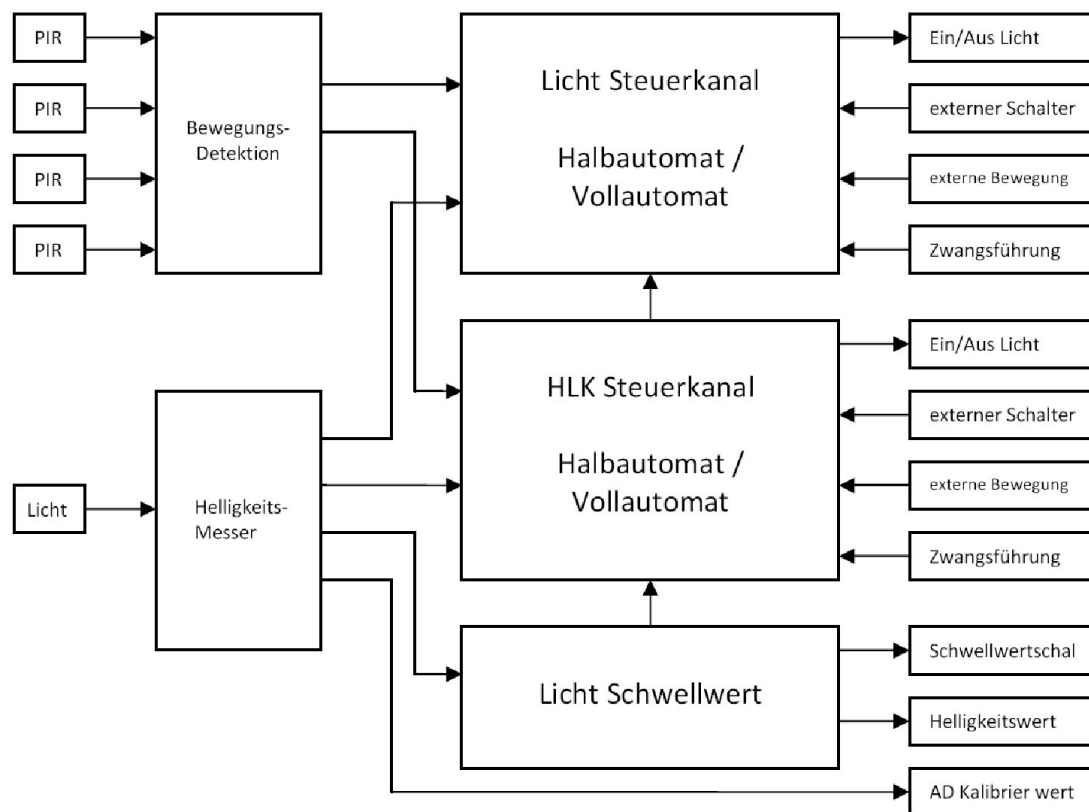 PIR
PIR
PIR
PIR
Bewegungs-
Detektion
Licht Steuerkanal
Halbautomat /
Vollautomat
Ein/Aus Licht
externer Schalter
externe Bewegung
Zwangsführung
Licht
Helligkeits-
Messer
HLK Steuerkanal
Halbautomat /
Vollautomat
Ein/Aus Licht
externer Schalter
externe Bewegung
Zwangsführung
Licht Schwellwert
Schwellwertschal
Helligkeitswert
AD Kalibrier wert